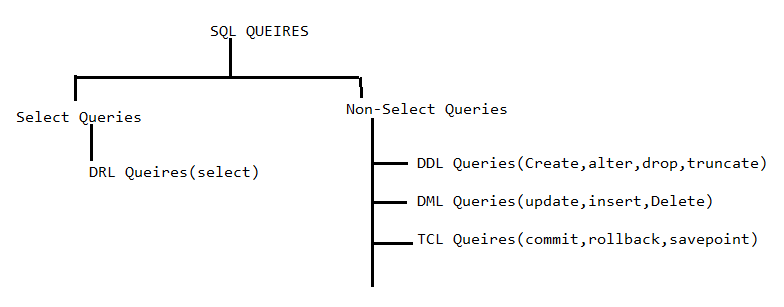 SQL QUEIRES
Select Queries
Non-Select Queries
DRL Queires(select)
DDL Queries(Create,alter,drop,truncate)
DML Queries(update,insert,Delete)
TCL Queires(commit,rollback,savepoint)